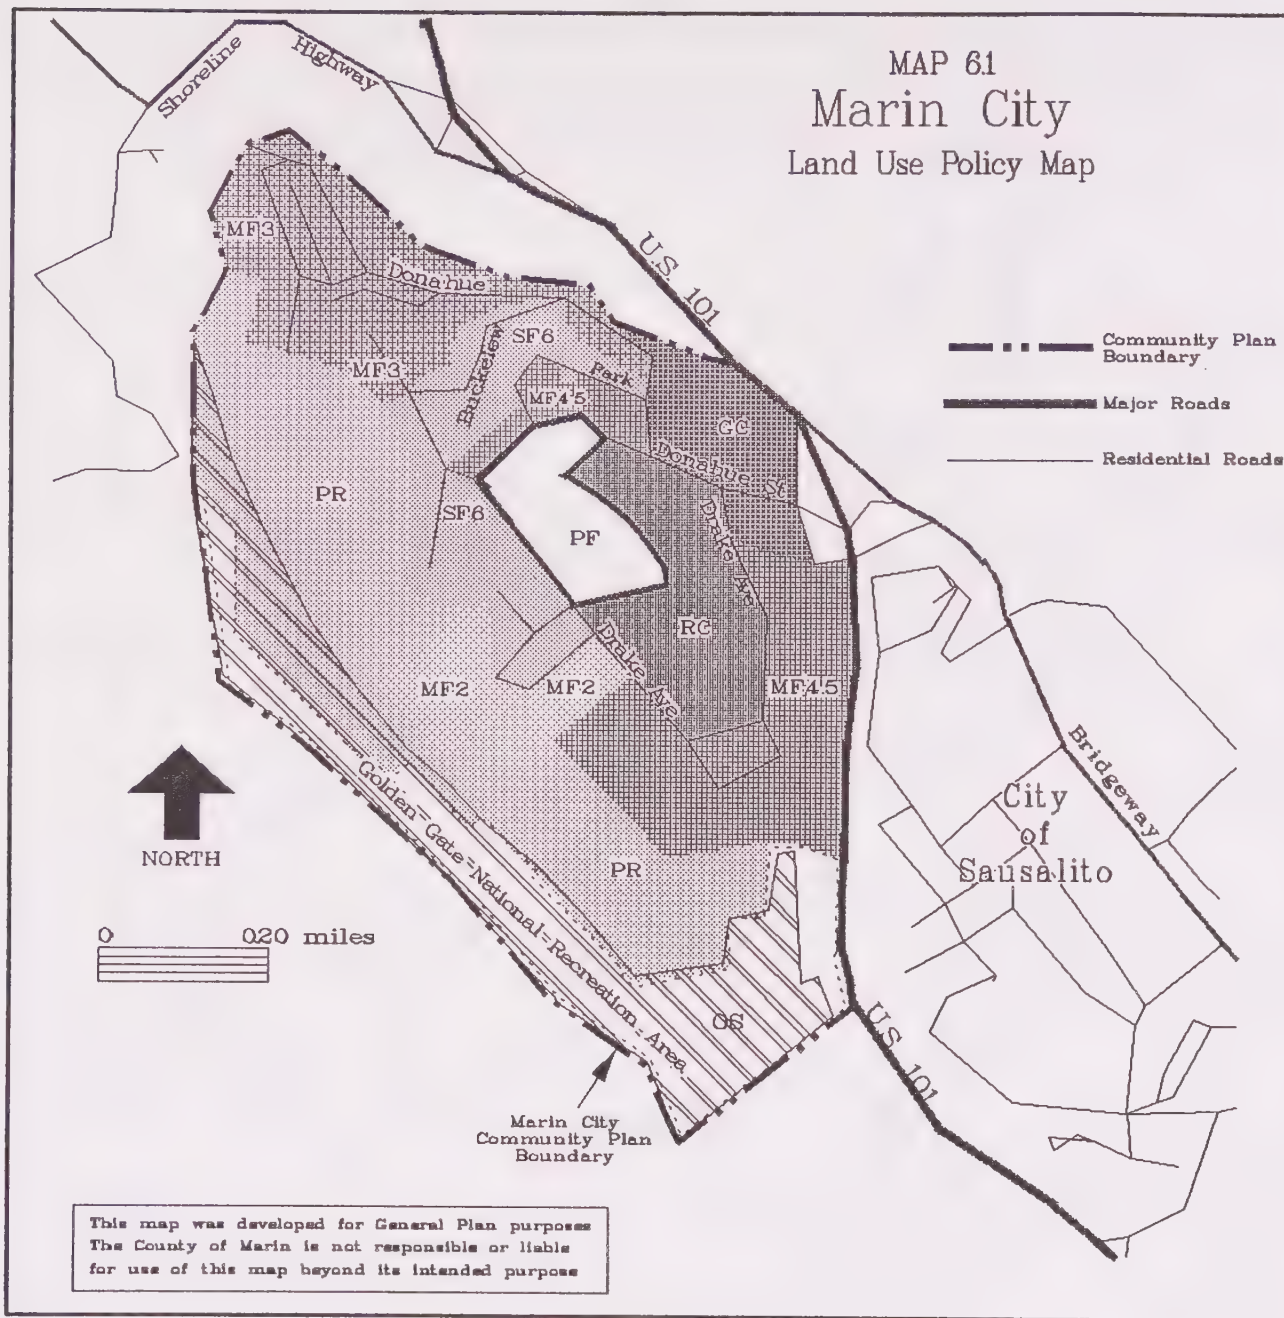 MAP 6.1
Marin City
Land Use Policy Map
Shoreline
Highway
U.S. 101
MF3
Donahue
SF6
Buckelew
MF3
Park
MF4.5
GC
Donahue St
PR
SF6
PF
Drake Ave
RC
Drake Ave
MF2
MF2
MF4.5
PR
OS
Golden Gate National Recreation Area
Community Plan
Boundary
Major Roads
Residential Roads
Bridgeway
City
of
Sausalito
NORTH
0 0.20 miles
U.S. 101
Marin City
Community Plan
Boundary
This map was developed for General Plan purposes
The County of Marin is not responsible or liable
for use of this map beyond its intended purpose